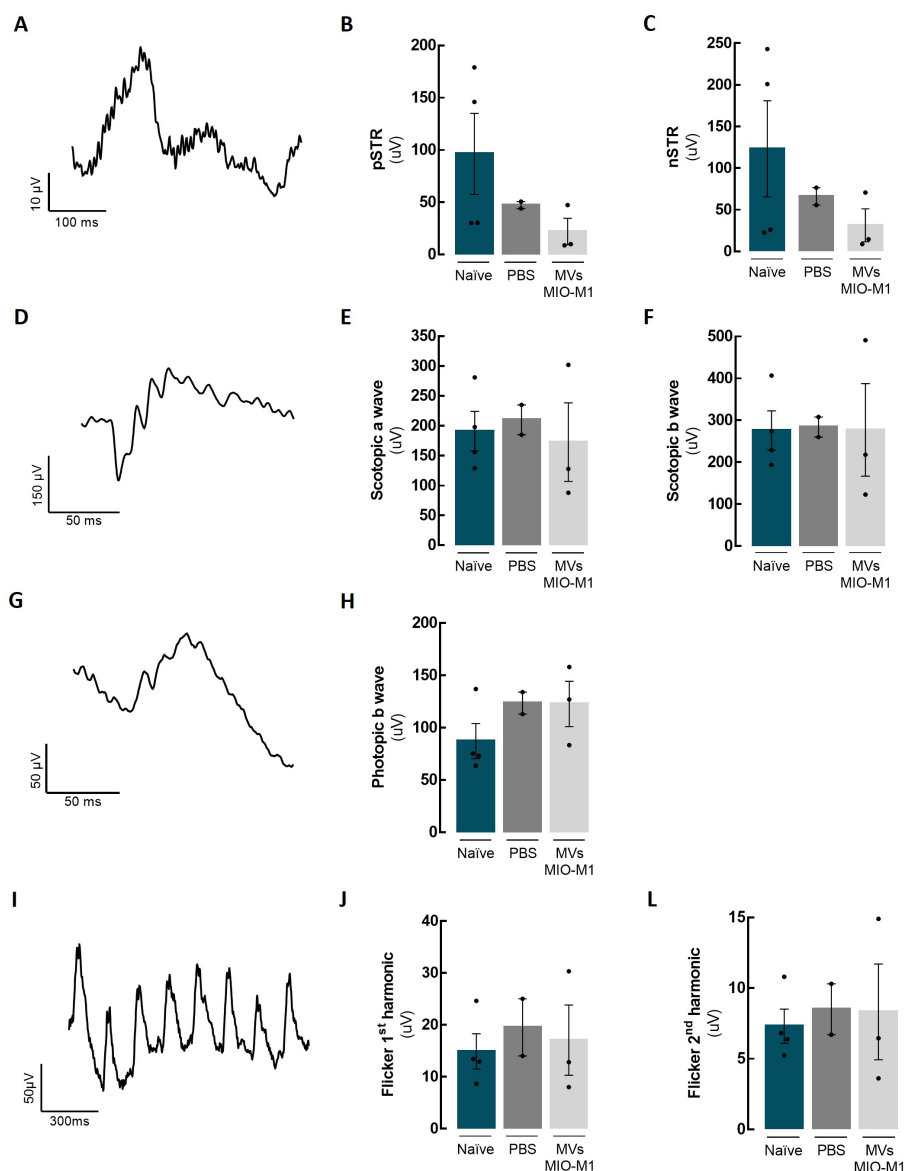 A
10 µV
100 ms
B
pSTR
(uV)
200
150
100
50
0
Naïve
PBS
MVs
MIO-M1
C
nSTR
(uV)
250
200
150
100
50
0
Naïve
PBS
MVs
MIO-M1
D
150 µV
50 ms
E
Scotopic a wave
(uV)
350
300
250
200
150
100
50
0
Naïve
PBS
MVs
MIO-M1
F
Scotopic b wave
(uV)
500
400
300
200
100
0
Naïve
PBS
MVs
MIO-M1
G
50 µV
50 ms
H
Photopic b wave
(uV)
200
150
100
50
0
Naïve
PBS
MVs
MIO-M1
I
50µV
300ms
J
Flicker 1st harmonic
(uV)
40
30
20
10
0
Naïve
PBS
MVs
MIO-M1
L
Flicker 2nd harmonic
(uV)
15
10
5
0
Naïve
PBS
MVs
MIO-M1